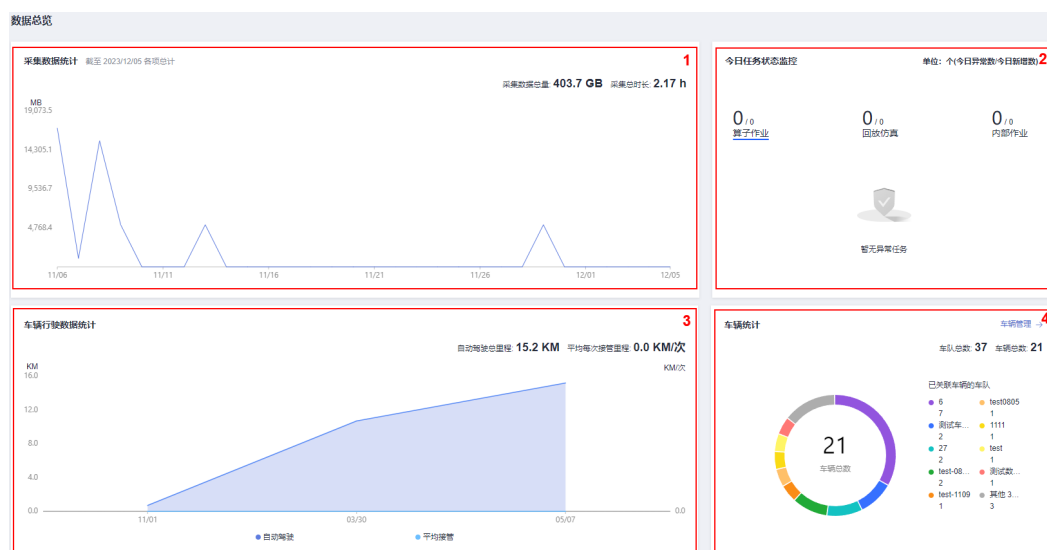 数据总览
采集数据统计 截至 2023/12/05 各项总计
1
采集数据总量: 403.7 GB 采集总时长: 2.17 h
MB
19,073.5
14,305.1
9,536.7
4,768.4
11/06 11/11 11/16 11/21 11/26 12/01 12/05
今日任务状态监控 单位：个(今日异常数/今日新增数)
2
0 / 0 0 / 0 0 / 0
算子作业 回放仿真 内部作业
暂无异常任务
车辆行驶数据统计
3
自动驾驶总里程: 15.2 KM 平均每次接管里程: 0.0 KM/次
KM KM/次
16.0
12.0
8.0
4.0
0.0 0.0
11/01 03/30 05/07
自动驾驶 平均接管
车辆统计 车辆管理 →
4
车队总数: 37 车辆总数: 21
21
车辆总数
已关联车辆的车队
6 test0805
7 1
测试车... 1111
2 1
27 test
2 1
test-08... 测试数...
2 1
test-1109 其他 3...
1 3